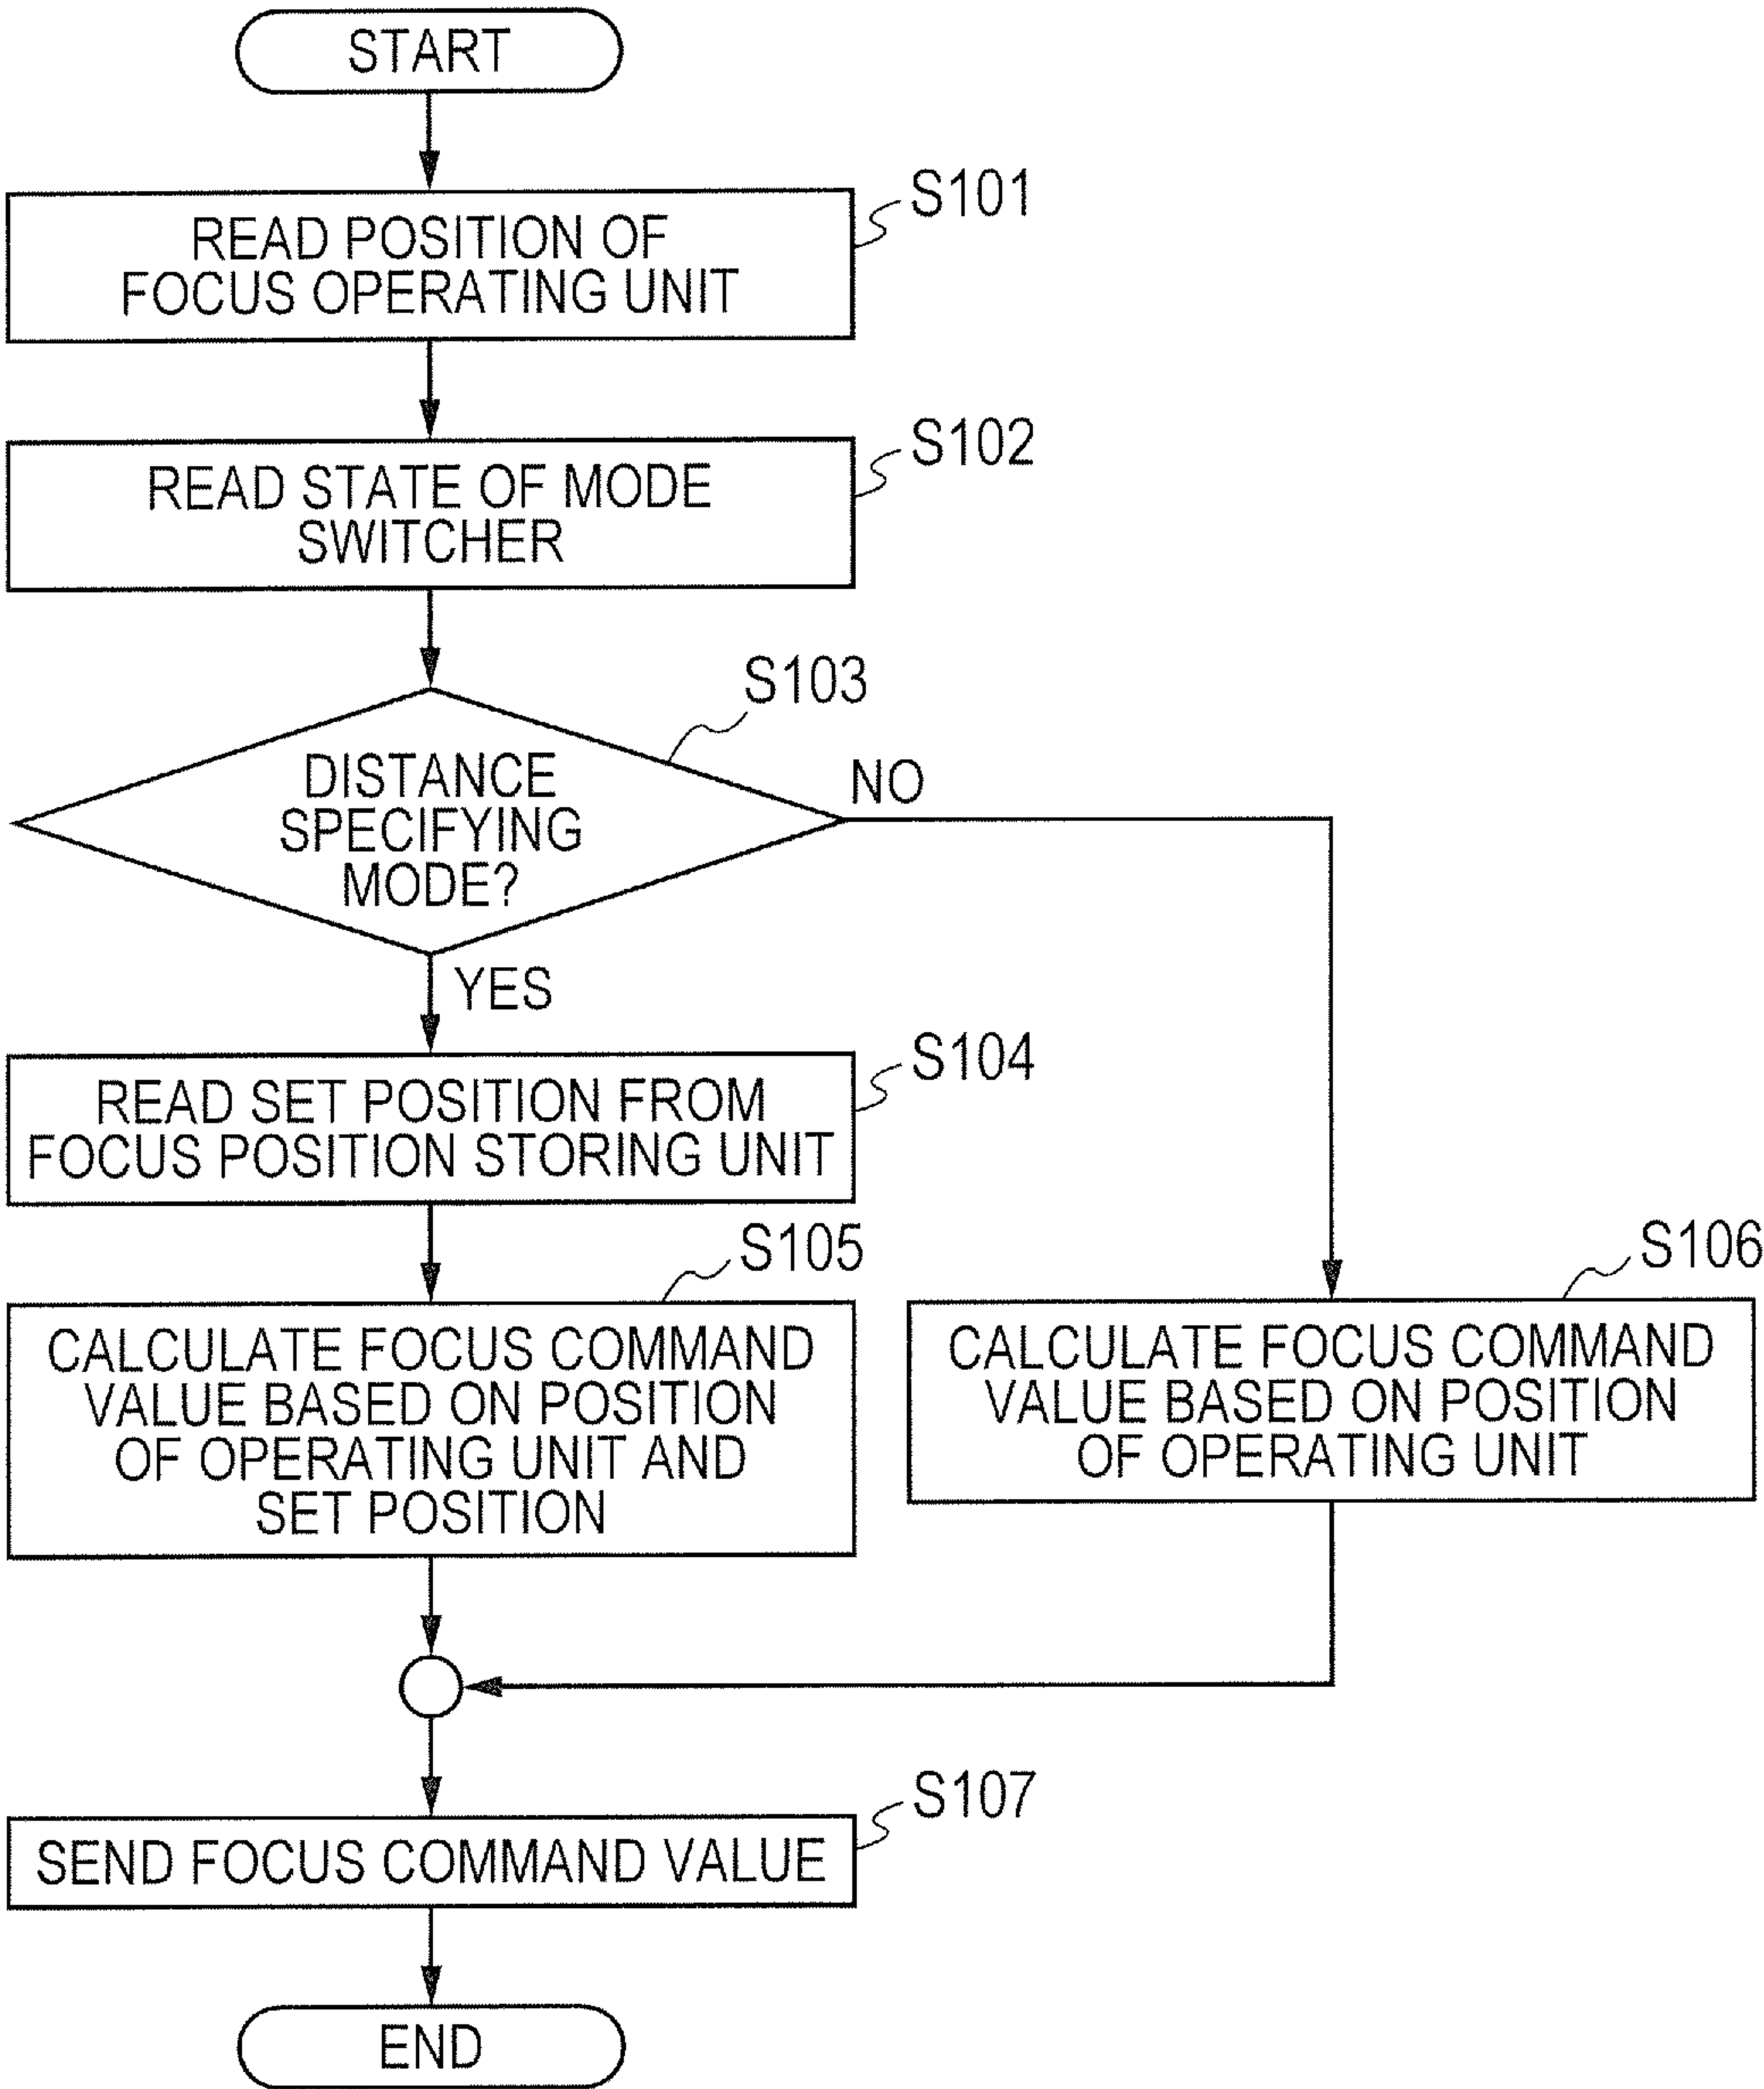 START
S101
READ POSITION OF
FOCUS OPERATING UNIT
S102
READ STATE OF MODE
SWITCHER
S103
DISTANCE
SPECIFYING
MODE?
NO
YES
S104
READ SET POSITION FROM
FOCUS POSITION STORING UNIT
S105
CALCULATE FOCUS COMMAND
VALUE BASED ON POSITION
OF OPERATING UNIT AND
SET POSITION
S106
CALCULATE FOCUS COMMAND
VALUE BASED ON POSITION
OF OPERATING UNIT
S107
SEND FOCUS COMMAND VALUE
END